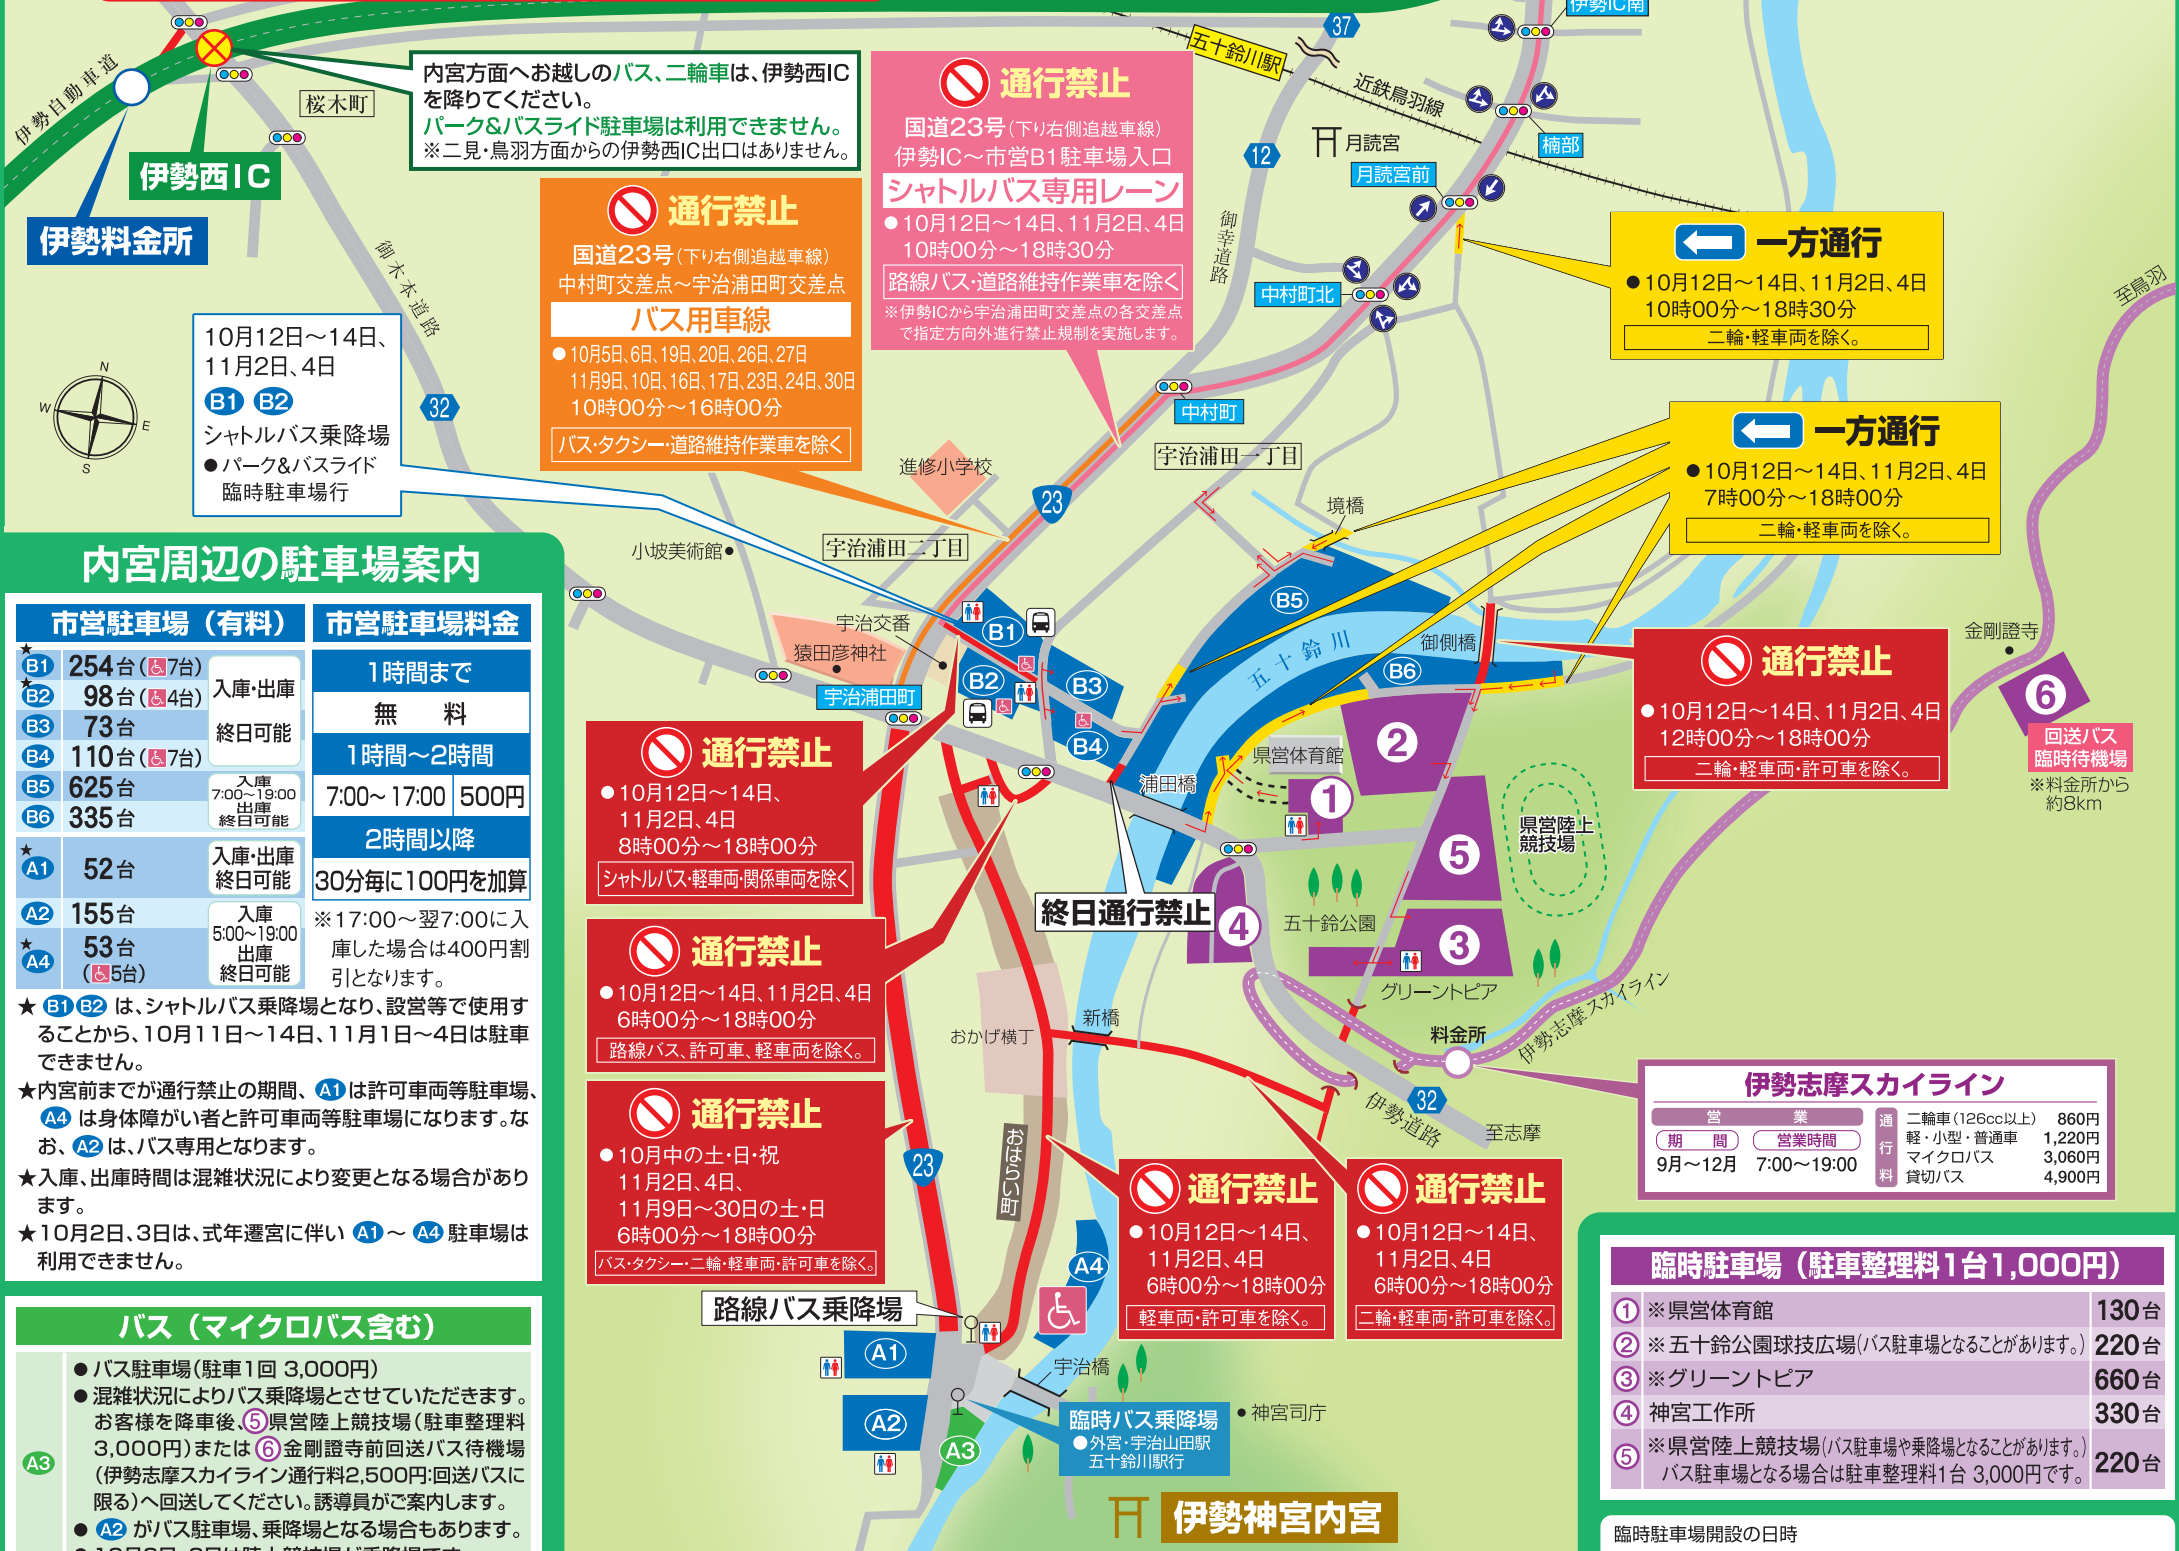 伊勢IC南
37
五十鈴川駅
近鉄鳥羽線
伊勢自動車道
桜木町
内宮方面へお越しのバス、二輪車は、伊勢西IC
を降りてください。
パーク&バスライド駐車場は利用できません。
※二見・鳥羽方面からの伊勢西IC出口はありません。
伊勢西IC
伊勢料金所
御木本道路
32
通行禁止
国道23号(下り右側追越車線)
伊勢IC~市営B1駐車場入口
シャトルバス専用レーン
●10月12日~14日、11月2日、4日
10時00分~18時30分
路線バス・道路維持作業車を除く
※伊勢ICから宇治浦田町交差点の各交差点
で指定方向外進行禁止規制を実施します。
通行禁止
国道23号(下り右側追越車線)
中村町交差点~宇治浦田町交差点
バス用車線
●10月5日、6日、19日、20日、26日、27日
11月9日、10日、16日、17日、23日、24日、30日
10時00分~16時00分
バス・タクシー・道路維持作業車を除く
12
月読宮
月読宮前
楠部
御幸道路
中村町北
中村町
一方通行
●10月12日~14日、11月2日、4日
10時00分~18時30分
二輪・軽車両を除く。
至鳥羽
一方通行
●10月12日~14日、11月2日、4日
7時00分~18時00分
二輪・軽車両を除く。
10月12日~14日、
11月2日、4日
B1 B2
シャトルバス乗降場
●パーク&バスライド
臨時駐車場行
N
W
E
S
進修小学校
宇治浦田一丁目
23
境橋
小坡美術館
宇治浦田二丁目
宇治交番
猿田彦神社
宇治浦田町
B1
B2
B3
B4
B5
B6
五十鈴川
御側橋
県営体育館
浦田橋
1
2
3
4
5
6
県営陸上
競技場
五十鈴公園
グリーントピア
金剛證寺
回送バス
臨時待機場
※料金所から
約8km
通行禁止
●10月12日~14日、11月2日、4日
12時00分~18時00分
二輪・軽車両・許可車を除く。
通行禁止
●10月12日~14日、
11月2日、4日
8時00分~18時00分
シャトルバス・軽車両・関係車両を除く
終日通行禁止
通行禁止
●10月12日~14日、11月2日、4日
6時00分~18時00分
路線バス、許可車、軽車両を除く。
通行禁止
●10月中の土・日・祝
11月2日、4日、
11月9日~30日の土・日
6時00分~18時00分
バス・タクシー・二輪・軽車両・許可車を除く。
おかげ横丁
新橋
おはらい町
23
料金所
伊勢志摩スカイライン
伊勢道路
32
至志摩
伊勢志摩スカイライン
営業
期間 営業時間
9月~12月 7:00~19:00
通行料
二輪車(126cc以上) 860円
軽・小型・普通車 1,220円
マイクロバス 3,060円
貸切バス 4,900円
通行禁止
●10月12日~14日、
11月2日、4日
6時00分~18時00分
軽車両・許可車を除く。
通行禁止
●10月12日~14日、
11月2日、4日
6時00分~18時00分
二輪・軽車両・許可車を除く。
路線バス乗降場
A1
A2
A3
A4
宇治橋
神宮司庁
臨時バス乗降場
●外宮・宇治山田駅
五十鈴川駅行
伊勢神宮内宮
内宮周辺の駐車場案内
市営駐車場(有料)
★B1 254台(7台)
★B2 98台(4台)
B3 73台
B4 110台(7台)
入庫・出庫
終日可能
B5 625台
B6 335台
入庫
7:00~19:00
出庫
終日可能
★A1 52台
入庫・出庫
終日可能
A2 155台
★A4 53台
(5台)
入庫
5:00~19:00
出庫
終日可能
市営駐車場料金
1時間まで
無料
1時間~2時間
7:00~17:00 500円
2時間以降
30分毎に100円を加算
※17:00~翌7:00に入
庫した場合は400円割
引となります。
★B1B2は、シャトルバス乗降場となり、設営等で使用す
ることから、10月11日~14日、11月1日~4日は駐車
できません。
★内宮前までが通行禁止の期間、A1は許可車両等駐車場、
A4は身体障がい者と許可車両等駐車場になります。な
お、A2は、バス専用となります。
★入庫、出庫時間は混雑状況により変更となる場合があり
ます。
★10月2日、3日は、式年遷宮に伴いA1~A4駐車場は
利用できません。
バス(マイクロバス含む)
A3
●バス駐車場(駐車1回 3,000円)
●混雑状況によりバス乗降場とさせていただきます。
お客様を降車後、⑤県営陸上競技場(駐車整理料
3,000円)または⑥金剛證寺前回送バス待機場
(伊勢志摩スカイライン通行料2,500円:回送バスに
限る)へ回送してください。誘導員がご案内します。
●A2がバス駐車場、乗降場となる場合もあります。
臨時駐車場(駐車整理料1台1,000円)
① ※県営体育館 130台
② ※五十鈴公園球技広場(バス駐車場となることがあります。) 220台
③ ※グリーントピア 660台
④ 神宮工作所 330台
⑤ ※県営陸上競技場(バス駐車場や乗降場となることがあります。)
バス駐車場となる場合は駐車整理料1台 3,000円です。 220台
臨時駐車場開設の日時